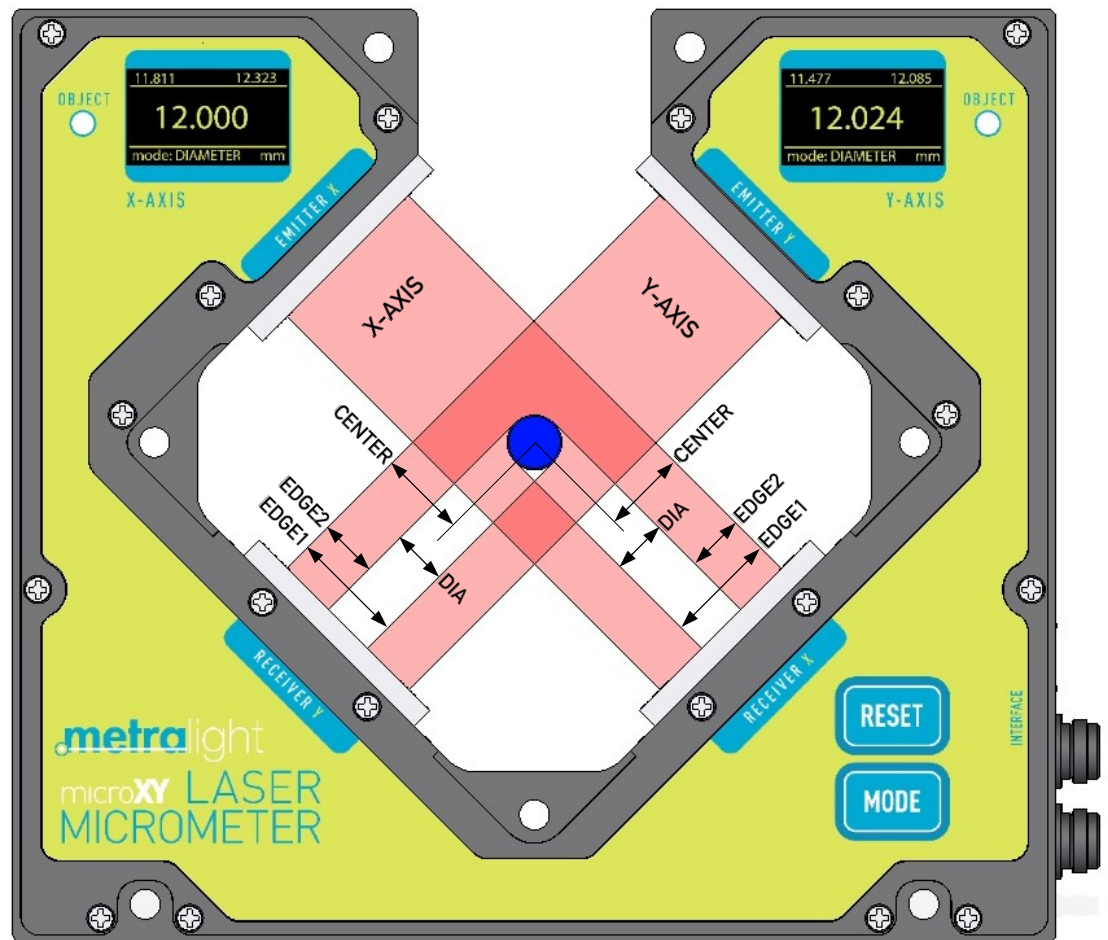 11.811 12.323
12.000
mode: DIAMETER mm
OBJECT
X-AXIS
EMITTER X
11.477 12.085
12.024
mode: DIAMETER mm
OBJECT
Y-AXIS
EMITTER Y
X-AXIS
Y-AXIS
CENTER
CENTER
EDGE2
EDGE1
DIA
DIA
EDGE2
EDGE1
RECEIVER Y
RECEIVER X
metralight
microXY LASER
MICROMETER
RESET
MODE
INTERFACE